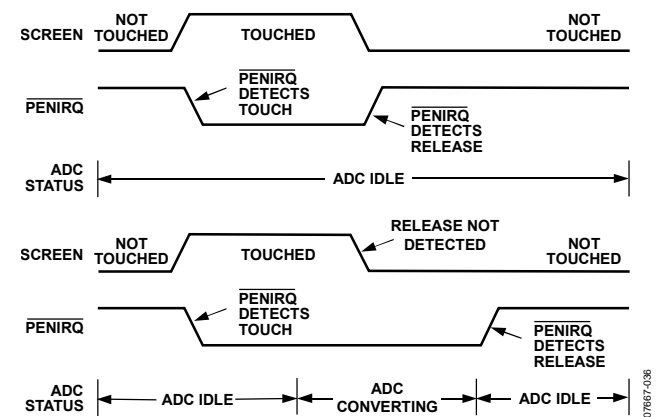 SCREEN
NOT
TOUCHED
TOUCHED
NOT
TOUCHED
PENIRQ
PENIRQ
DETECTS
TOUCH
PENIRQ
DETECTS
RELEASE
ADC
STATUS
ADC IDLE
SCREEN
NOT
TOUCHED
TOUCHED
RELEASE NOT
DETECTED
NOT
TOUCHED
PENIRQ
PENIRQ
DETECTS
TOUCH
PENIRQ
DETECTS
RELEASE
ADC
STATUS
ADC IDLE
ADC
CONVERTING
ADC IDLE
07667-036